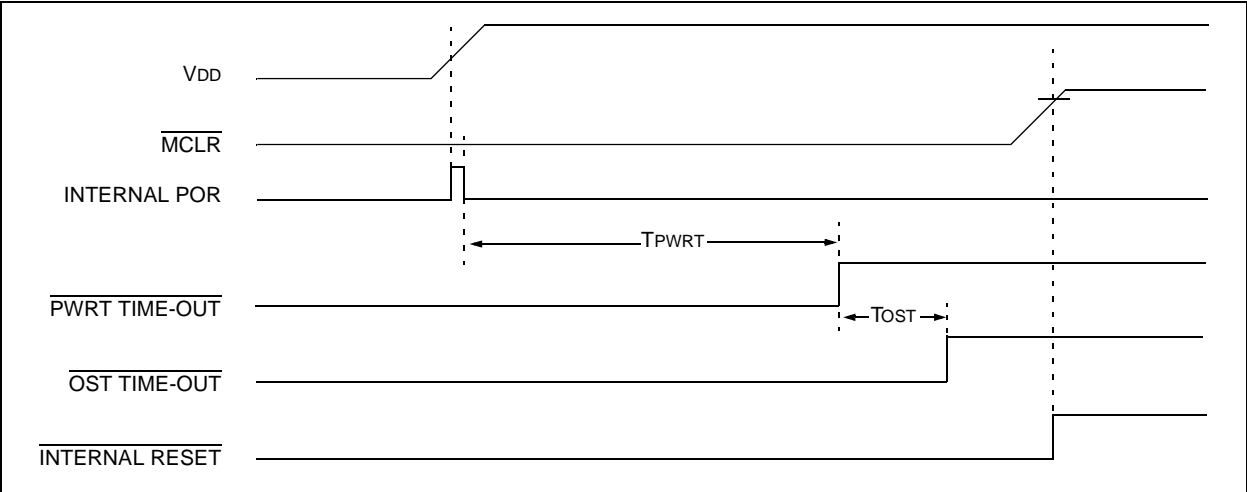 VDD
MCLR
INTERNAL POR
TPWRT
PWRT TIME-OUT
TOST
OST TIME-OUT
INTERNAL RESET